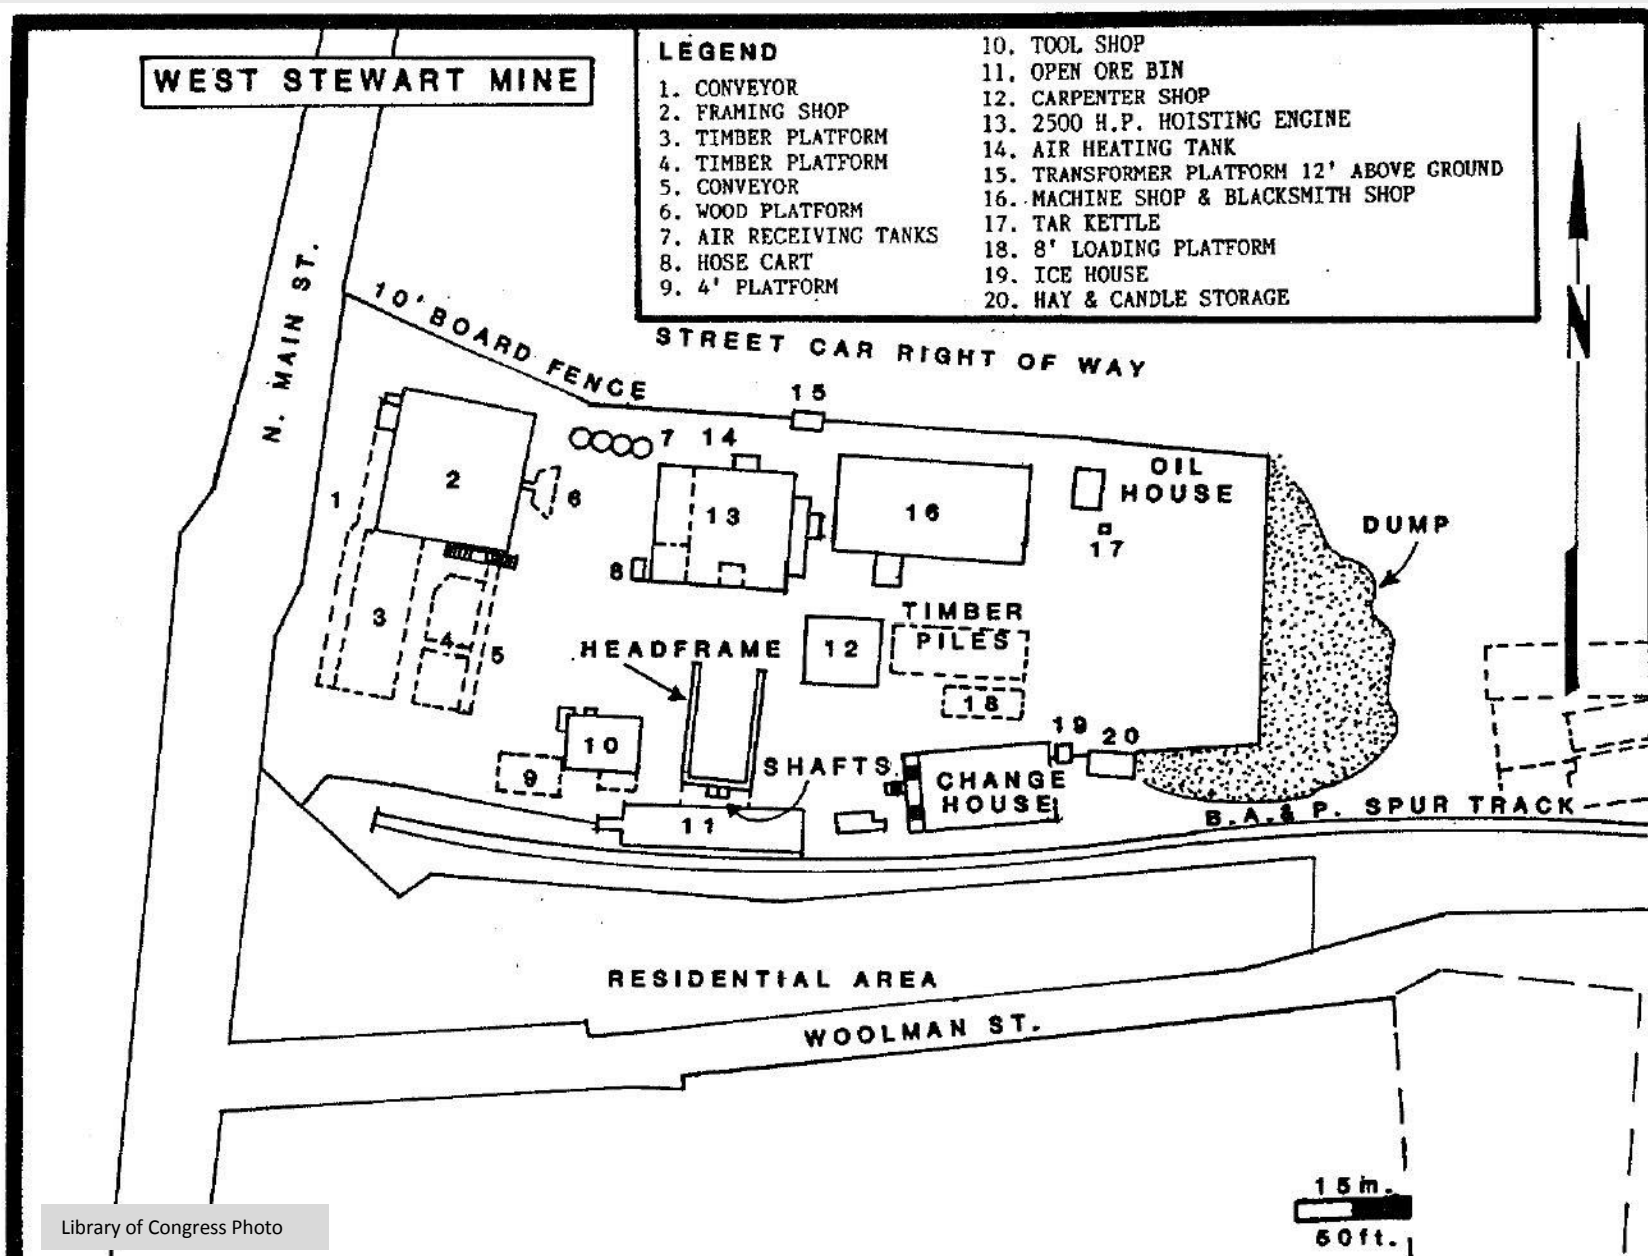 WEST STEWART MINE
LEGEND
1. CONVEYOR
2. FRAMING SHOP
3. TIMBER PLATFORM
4. TIMBER PLATFORM
5. CONVEYOR
6. WOOD PLATFORM
7. AIR RECEIVING TANKS
8. HOSE CART
9. 4' PLATFORM
10. TOOL SHOP
11. OPEN ORE BIN
12. CARPENTER SHOP
13. 2500 H.P. HOISTING ENGINE
14. AIR HEATING TANK
15. TRANSFORMER PLATFORM 12' ABOVE GROUND
16. MACHINE SHOP & BLACKSMITH SHOP
17. TAR KETTLE
18. 8' LOADING PLATFORM
19. ICE HOUSE
20. HAY & CANDLE STORAGE
N
N. MAIN ST.
10' BOARD FENCE
STREET CAR RIGHT OF WAY
15
7
14
OIL
HOUSE
1
2
6
13
16
17
DUMP
8
3
4
5
HEADFRAME
12
TIMBER
PILES
18
10
9
SHAFTS
11
19
20
CHANGE
HOUSE
B.A.& P. SPUR TRACK
RESIDENTIAL AREA
WOOLMAN ST.
15m.
50ft.
Library of Congress Photo